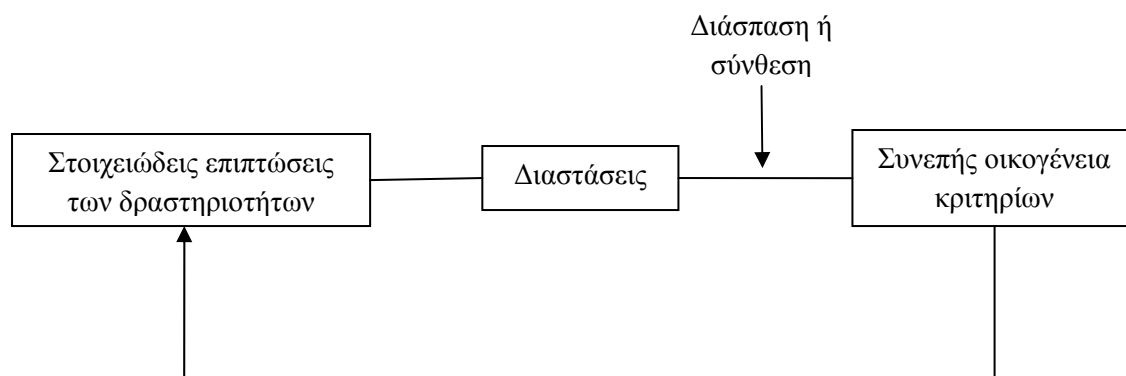 Διάσπαση ή
σύνθεση
Στοιχειώδεις επιπτώσεις
των δραστηριοτήτων
Διαστάσεις
Συνεπής οικογένεια
κριτηρίων